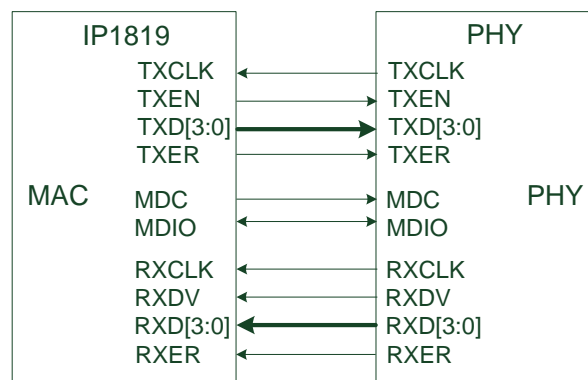 IP1819 PHY
TXCLK TXCLK
TXEN TXEN
TXD[3:0] TXD[3:0]
TXER TXER
MAC MDC MDC PHY
MDIO MDIO
RXCLK RXCLK
RXDV RXDV
RXD[3:0] RXD[3:0]
RXER RXER